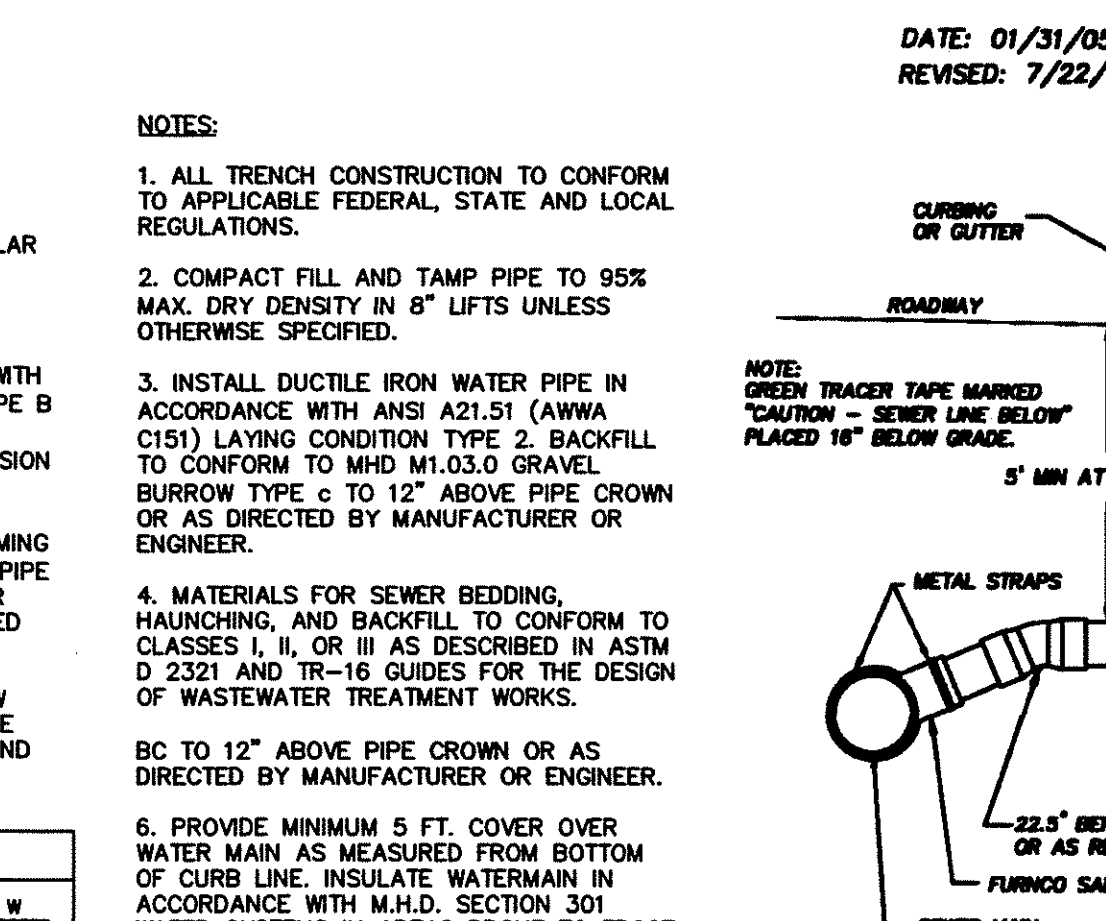 DATE: 01/31/05
REVISED: 7/22/
NOTES:
1. ALL TRENCH CONSTRUCTION TO CONFORM
TO APPLICABLE FEDERAL, STATE AND LOCAL
REGULATIONS.
2. COMPACT FILL AND TAMP PIPE TO 95%
MAX. DRY DENSITY IN 8" LIFTS UNLESS
OTHERWISE SPECIFIED.
3. INSTALL DUCTILE IRON WATER PIPE IN
ACCORDANCE WITH ANSI A21.51 (AWWA
C151) LAYING CONDITION TYPE 2. BACKFILL
TO CONFORM TO MHD M1.03.0 GRAVEL
BURROW TYPE c TO 12" ABOVE PIPE CROWN
OR AS DIRECTED BY MANUFACTURER OR
ENGINEER.
4. MATERIALS FOR SEWER BEDDING,
HAUNCHING, AND BACKFILL TO CONFORM TO
CLASSES I, II, OR III AS DESCRIBED IN ASTM
D 2321 AND TR-16 GUIDES FOR THE DESIGN
OF WASTEWATER TREATMENT WORKS.
BC TO 12" ABOVE PIPE CROWN OR AS
DIRECTED BY MANUFACTURER OR ENGINEER.
6. PROVIDE MINIMUM 5 FT. COVER OVER
WATER MAIN AS MEASURED FROM BOTTOM
OF CURB LINE. INSULATE WATERMAIN IN
ACCORDANCE WITH M.H.D. SECTION 301
LAR
WITH
PE B
SION
MING
PIPE
R
ED
W
E
ND
W
CURBING
OR GUTTER
ROADWAY
NOTE:
GREEN TRACER TAPE MARKED
"CAUTION - SEWER LINE BELOW"
PLACED 16" BELOW GRADE.
5' MIN AT
METAL STRAPS
22.5° BE
OR AS RE
FURNCO SA
SEWER MAIN